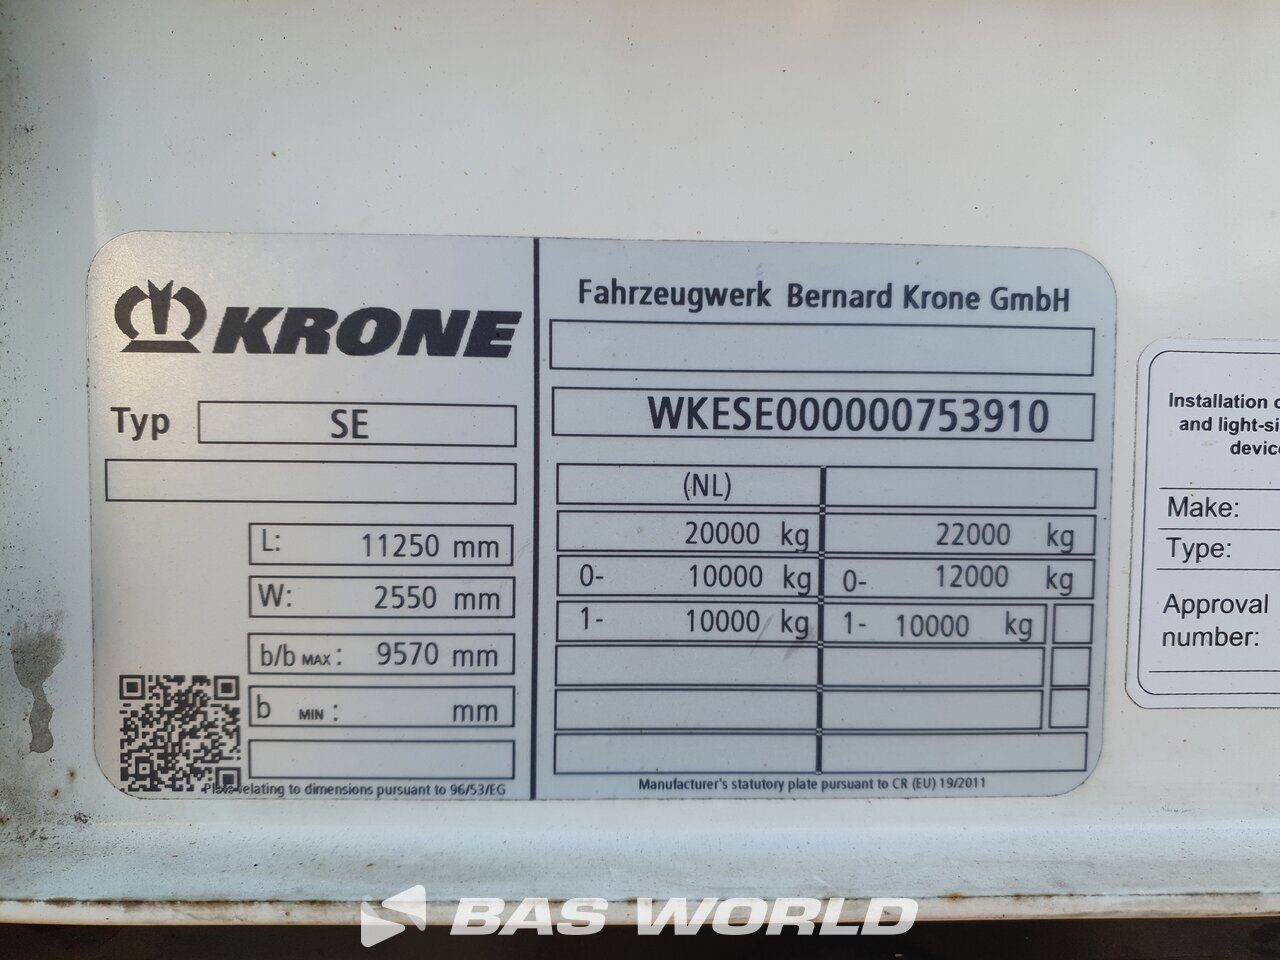 KRONE
Typ SE
L: 11250 mm
W: 2550 mm
b/b MAX : 9570 mm
b MIN : mm
relating to dimensions pursuant to 96/53/EG
Fahrzeugwerk Bernard Krone GmbH
WKESE000000753910
(NL)
20000 kg 22000 kg
0- 10000 kg 0- 12000 kg
1- 10000 kg 1- 10000 kg
Manufacturer's statutory plate pursuant to CR (EU) 19/2011
Installation
and light-si
device
Make:
Type:
Approval
number:
BAS WORLD